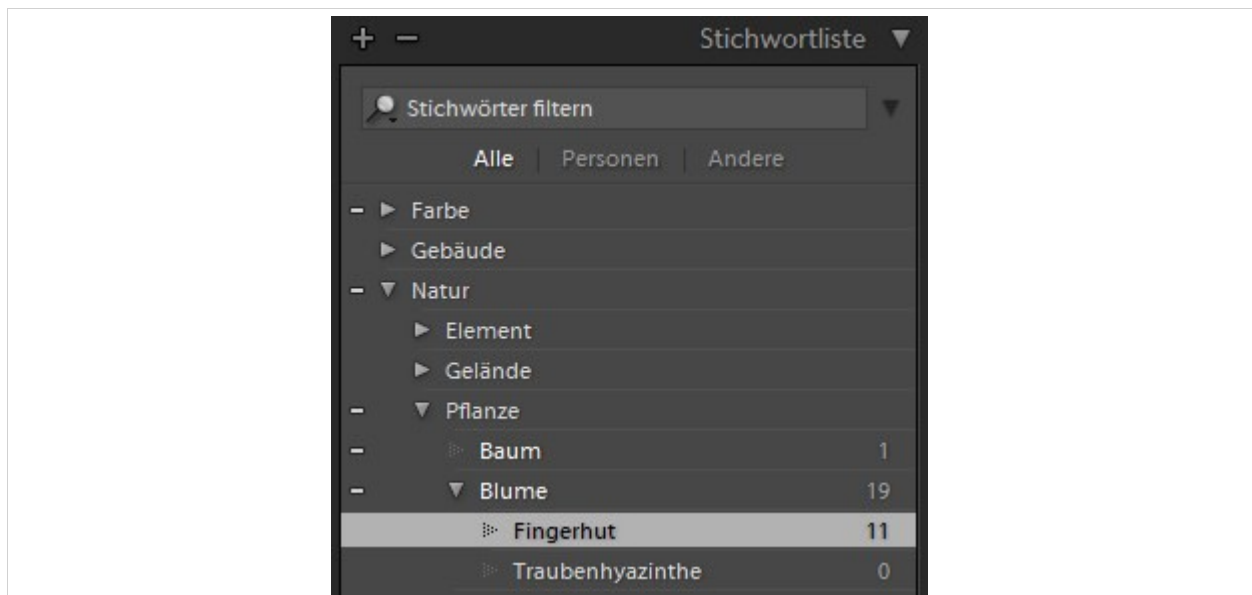 Stichwortliste
Stichwörter filtern
Alle Personen Andere
Farbe
Gebäude
Natur
Element
Gelände
Pflanze
Baum 1
Blume 19
Fingerhut 11
Traubenhyazinthe 0